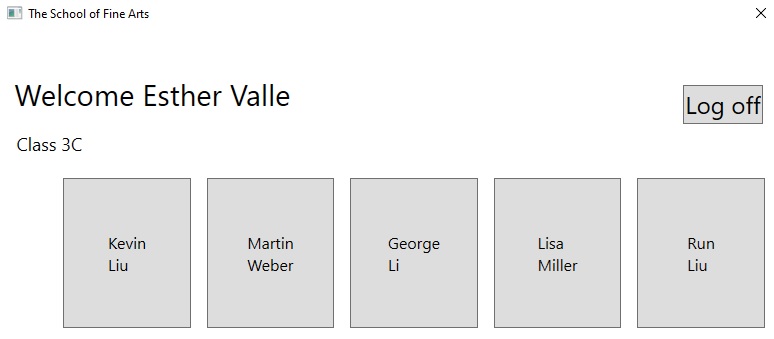 The School of Fine Arts
Welcome Esther Valle
Log off
Class 3C
Kevin
Liu
Martin
Weber
George
Li
Lisa
Miller
Run
Liu